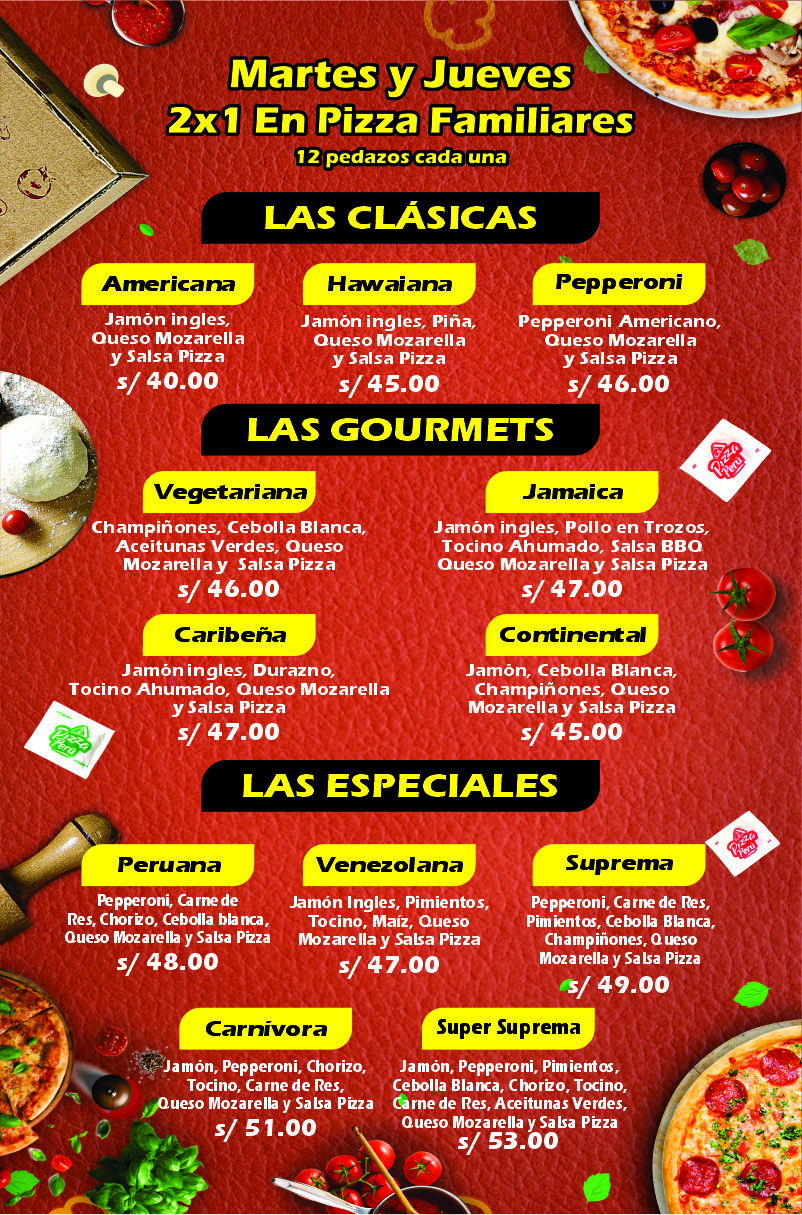 Martes y Jueves
2x1 En Pizza Familiares
12 pedazos cada una
LAS CLÁSICAS
Americana
Jamón ingles,
Queso Mozarella
y Salsa Pizza
s/ 40.00
Hawaiana
Jamón ingles, Piña,
Queso Mozarella
y Salsa Pizza
s/ 45.00
Pepperoni
Pepperoni Americano,
Queso Mozarella
y Salsa Pizza
s/ 46.00
LAS GOURMETS
Pizza
Perú
Vegetariana
Champiñones, Cebolla Blanca,
Aceitunas Verdes, Queso
Mozarella y Salsa Pizza
s/ 46.00
Jamaica
Jamón ingles, Pollo en Trozos,
Tocino Ahumado, Salsa BBQ
Queso Mozarella y Salsa Pizza
s/ 47.00
Caribeña
Jamón ingles, Durazno,
Tocino Ahumado, Queso Mozarella
y Salsa Pizza
s/ 47.00
Continental
Jamón, Cebolla Blanca,
Champiñones, Queso
Mozarella y Salsa Pizza
s/ 45.00
Pizza
Perú
LAS ESPECIALES
Pizza
Perú
Peruana
Pepperoni, Carne de
Res, Chorizo, Cebolla blanca,
Queso Mozarella y Salsa Pizza
s/ 48.00
Venezolana
Jamón Ingles, Pimientos,
Tocino, Maíz, Queso
Mozarella y Salsa Pizza
s/ 47.00
Suprema
Pepperoni, Carne de Res,
Pimientos, Cebolla Blanca,
Champiñones, Queso
Mozarella y Salsa Pizza
s/ 49.00
Carnívora
Jamón, Pepperoni, Chorizo,
Tocino, Carne de Res,
Queso Mozarella y Salsa Pizza
s/ 51.00
Super Suprema
Jamón, Pepperoni, Pimientos,
Cebolla Blanca, Chorizo, Tocino,
Carne de Res, Aceitunas Verdes,
Queso Mozarella y Salsa Pizza
s/ 53.00